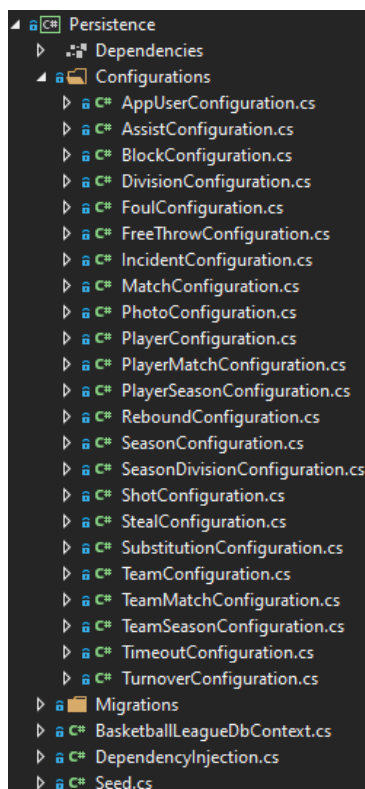 C# Persistence
Dependencies
Configurations
C# AppUserConfiguration.cs
C# AssistConfiguration.cs
C# BlockConfiguration.cs
C# DivisionConfiguration.cs
C# FoulConfiguration.cs
C# FreeThrowConfiguration.cs
C# IncidentConfiguration.cs
C# MatchConfiguration.cs
C# PhotoConfiguration.cs
C# PlayerConfiguration.cs
C# PlayerMatchConfiguration.cs
C# PlayerSeasonConfiguration.cs
C# ReboundConfiguration.cs
C# SeasonConfiguration.cs
C# SeasonDivisionConfiguration.cs
C# ShotConfiguration.cs
C# StealConfiguration.cs
C# SubstitutionConfiguration.cs
C# TeamConfiguration.cs
C# TeamMatchConfiguration.cs
C# TeamSeasonConfiguration.cs
C# TimeoutConfiguration.cs
C# TurnoverConfiguration.cs
Migrations
C# BasketballLeagueDbContext.cs
C# DependencyInjection.cs
C# Seed.cs